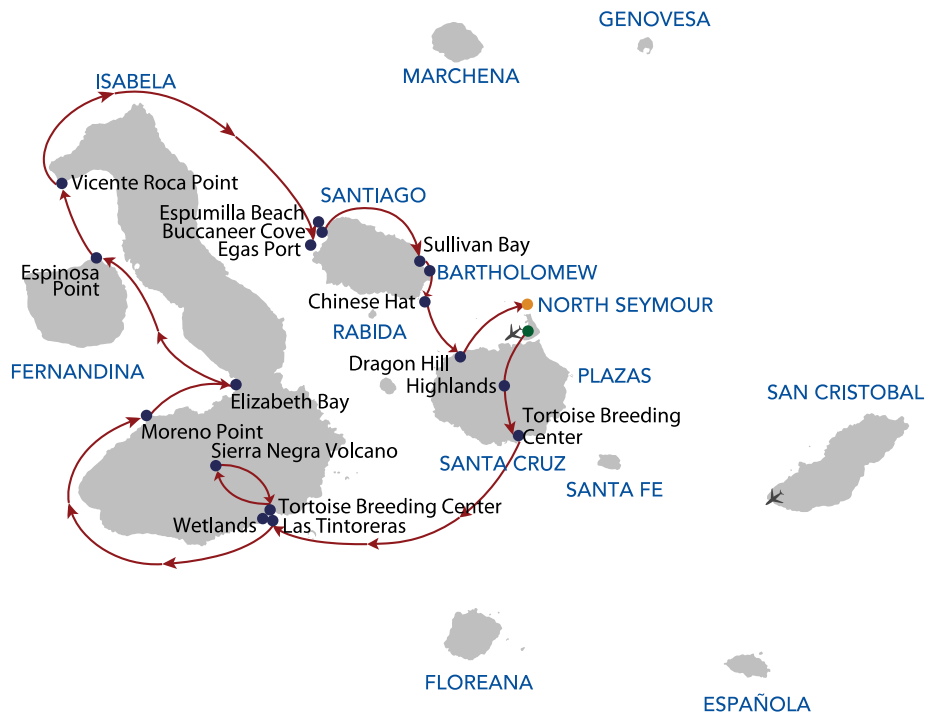 GENOVESA
MARCHENA
ISABELA
Vicente Roca Point
SANTIAGO
Espumilla Beach
Buccaneer Cove
Egas Port
Sullivan Bay
BARTHOLOMEW
Espinosa
Point
Chinese Hat
NORTH SEYMOUR
RABIDA
Dragon Hill
FERNANDINA
Highlands
PLAZAS
SAN CRISTOBAL
Elizabeth Bay
Tortoise Breeding
Center
Moreno Point
Sierra Negra Volcano
SANTA CRUZ
SANTA FE
Tortoise Breeding Center
Wetlands
Las Tintoreras
FLOREANA
ESPAÑOLA